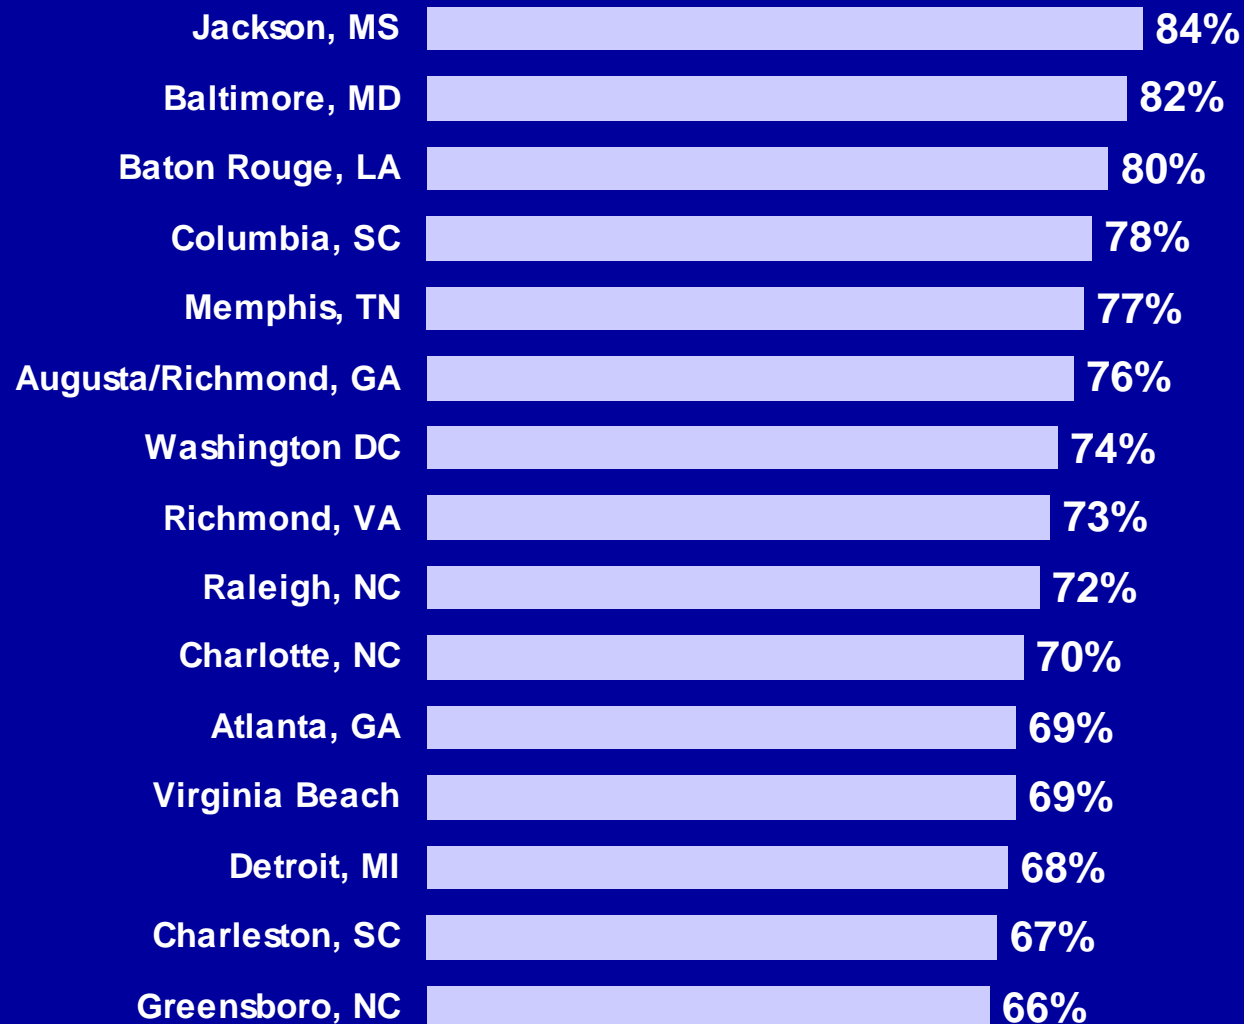 Jackson, MS 84%
Baltimore, MD 82%
Baton Rouge, LA 80%
Columbia, SC 78%
Memphis, TN 77%
Augusta/Richmond, GA 76%
Washington DC 74%
Richmond, VA 73%
Raleigh, NC 72%
Charlotte, NC 70%
Atlanta, GA 69%
Virginia Beach 69%
Detroit, MI 68%
Charleston, SC 67%
Greensboro, NC 66%